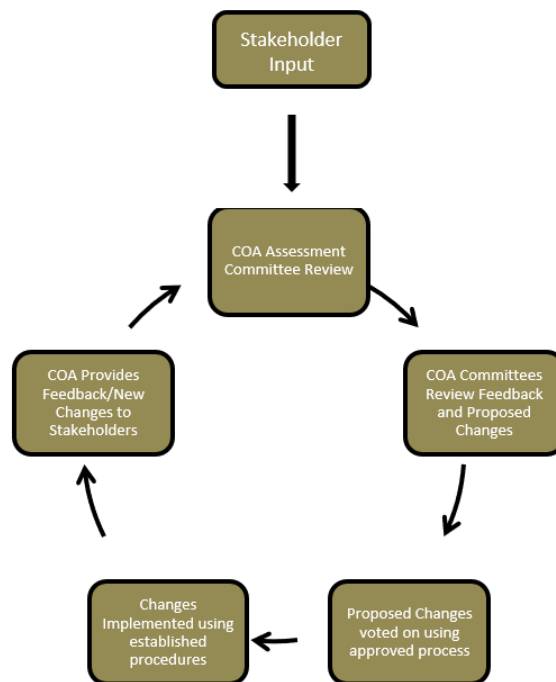 Stakeholder
Input
COA Assessment
Committee Review
COA Provides
Feedback/New
Changes to
Stakeholders
COA Committees
Review Feedback
and Proposed
Changes
Changes
Implemented using
established
procedures
Proposed Changes
voted on using
approved process